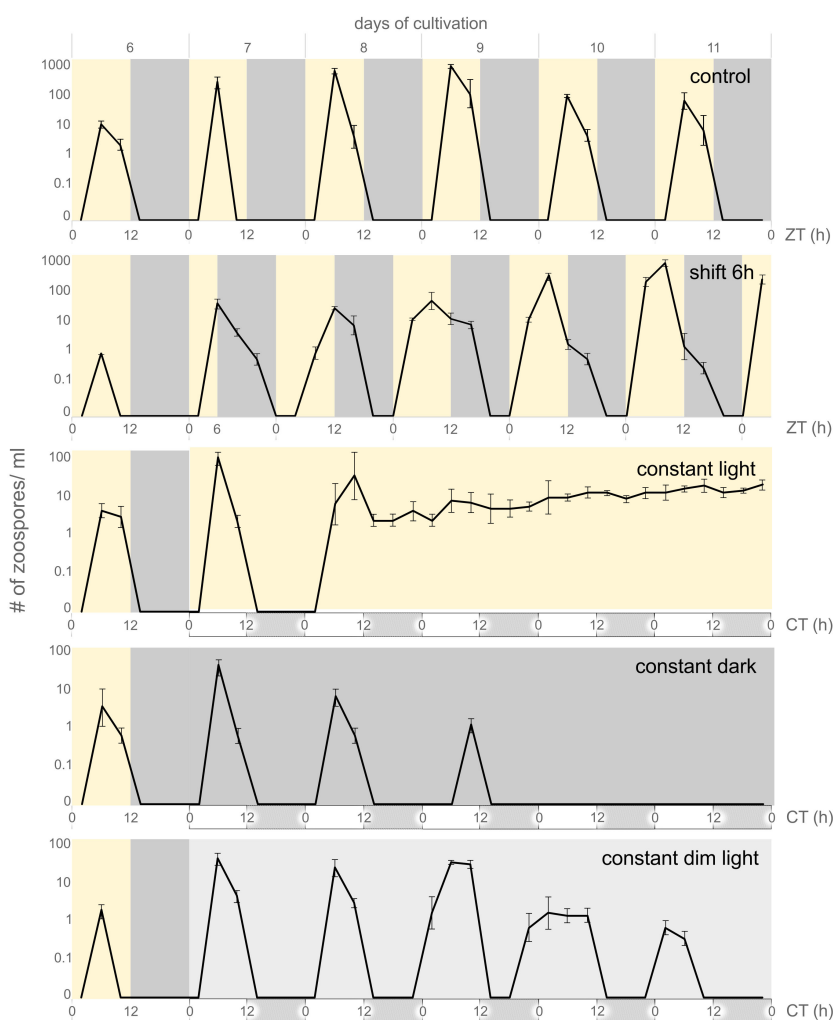 days of cultivation
6 7 8 9 10 11
control
1000
100
10
1
0.1
0
0 12 0 12 0 12 0 12 0 12 0 12 0 ZT (h)
shift 6h
1000
100
10
1
0.1
0
0 12 0 6 0 12 0 12 0 12 0 12 0 ZT (h)
# of zoospores/ ml
constant light
100
10
1
0.1
0
0 12 0 12 0 12 0 12 0 12 0 12 0 CT (h)
constant dark
100
10
1
0.1
0
0 12 0 12 0 12 0 12 0 12 0 12 0 CT (h)
constant dim light
100
10
1
0.1
0
0 12 0 12 0 12 0 12 0 12 0 12 0 CT (h)